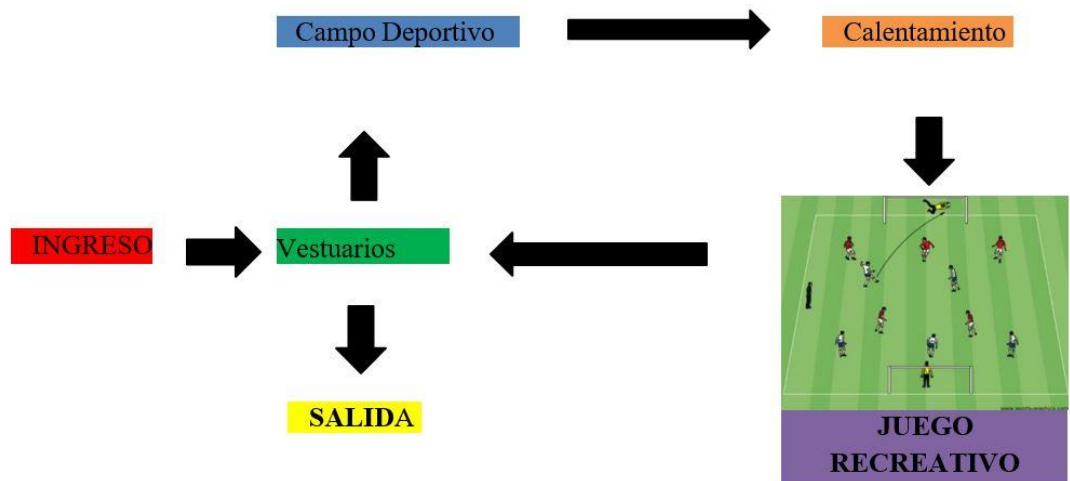 Campo Deportivo
Calentamiento
INGRESO
Vestuarios
SALIDA
JUEGO
RECREATIVO